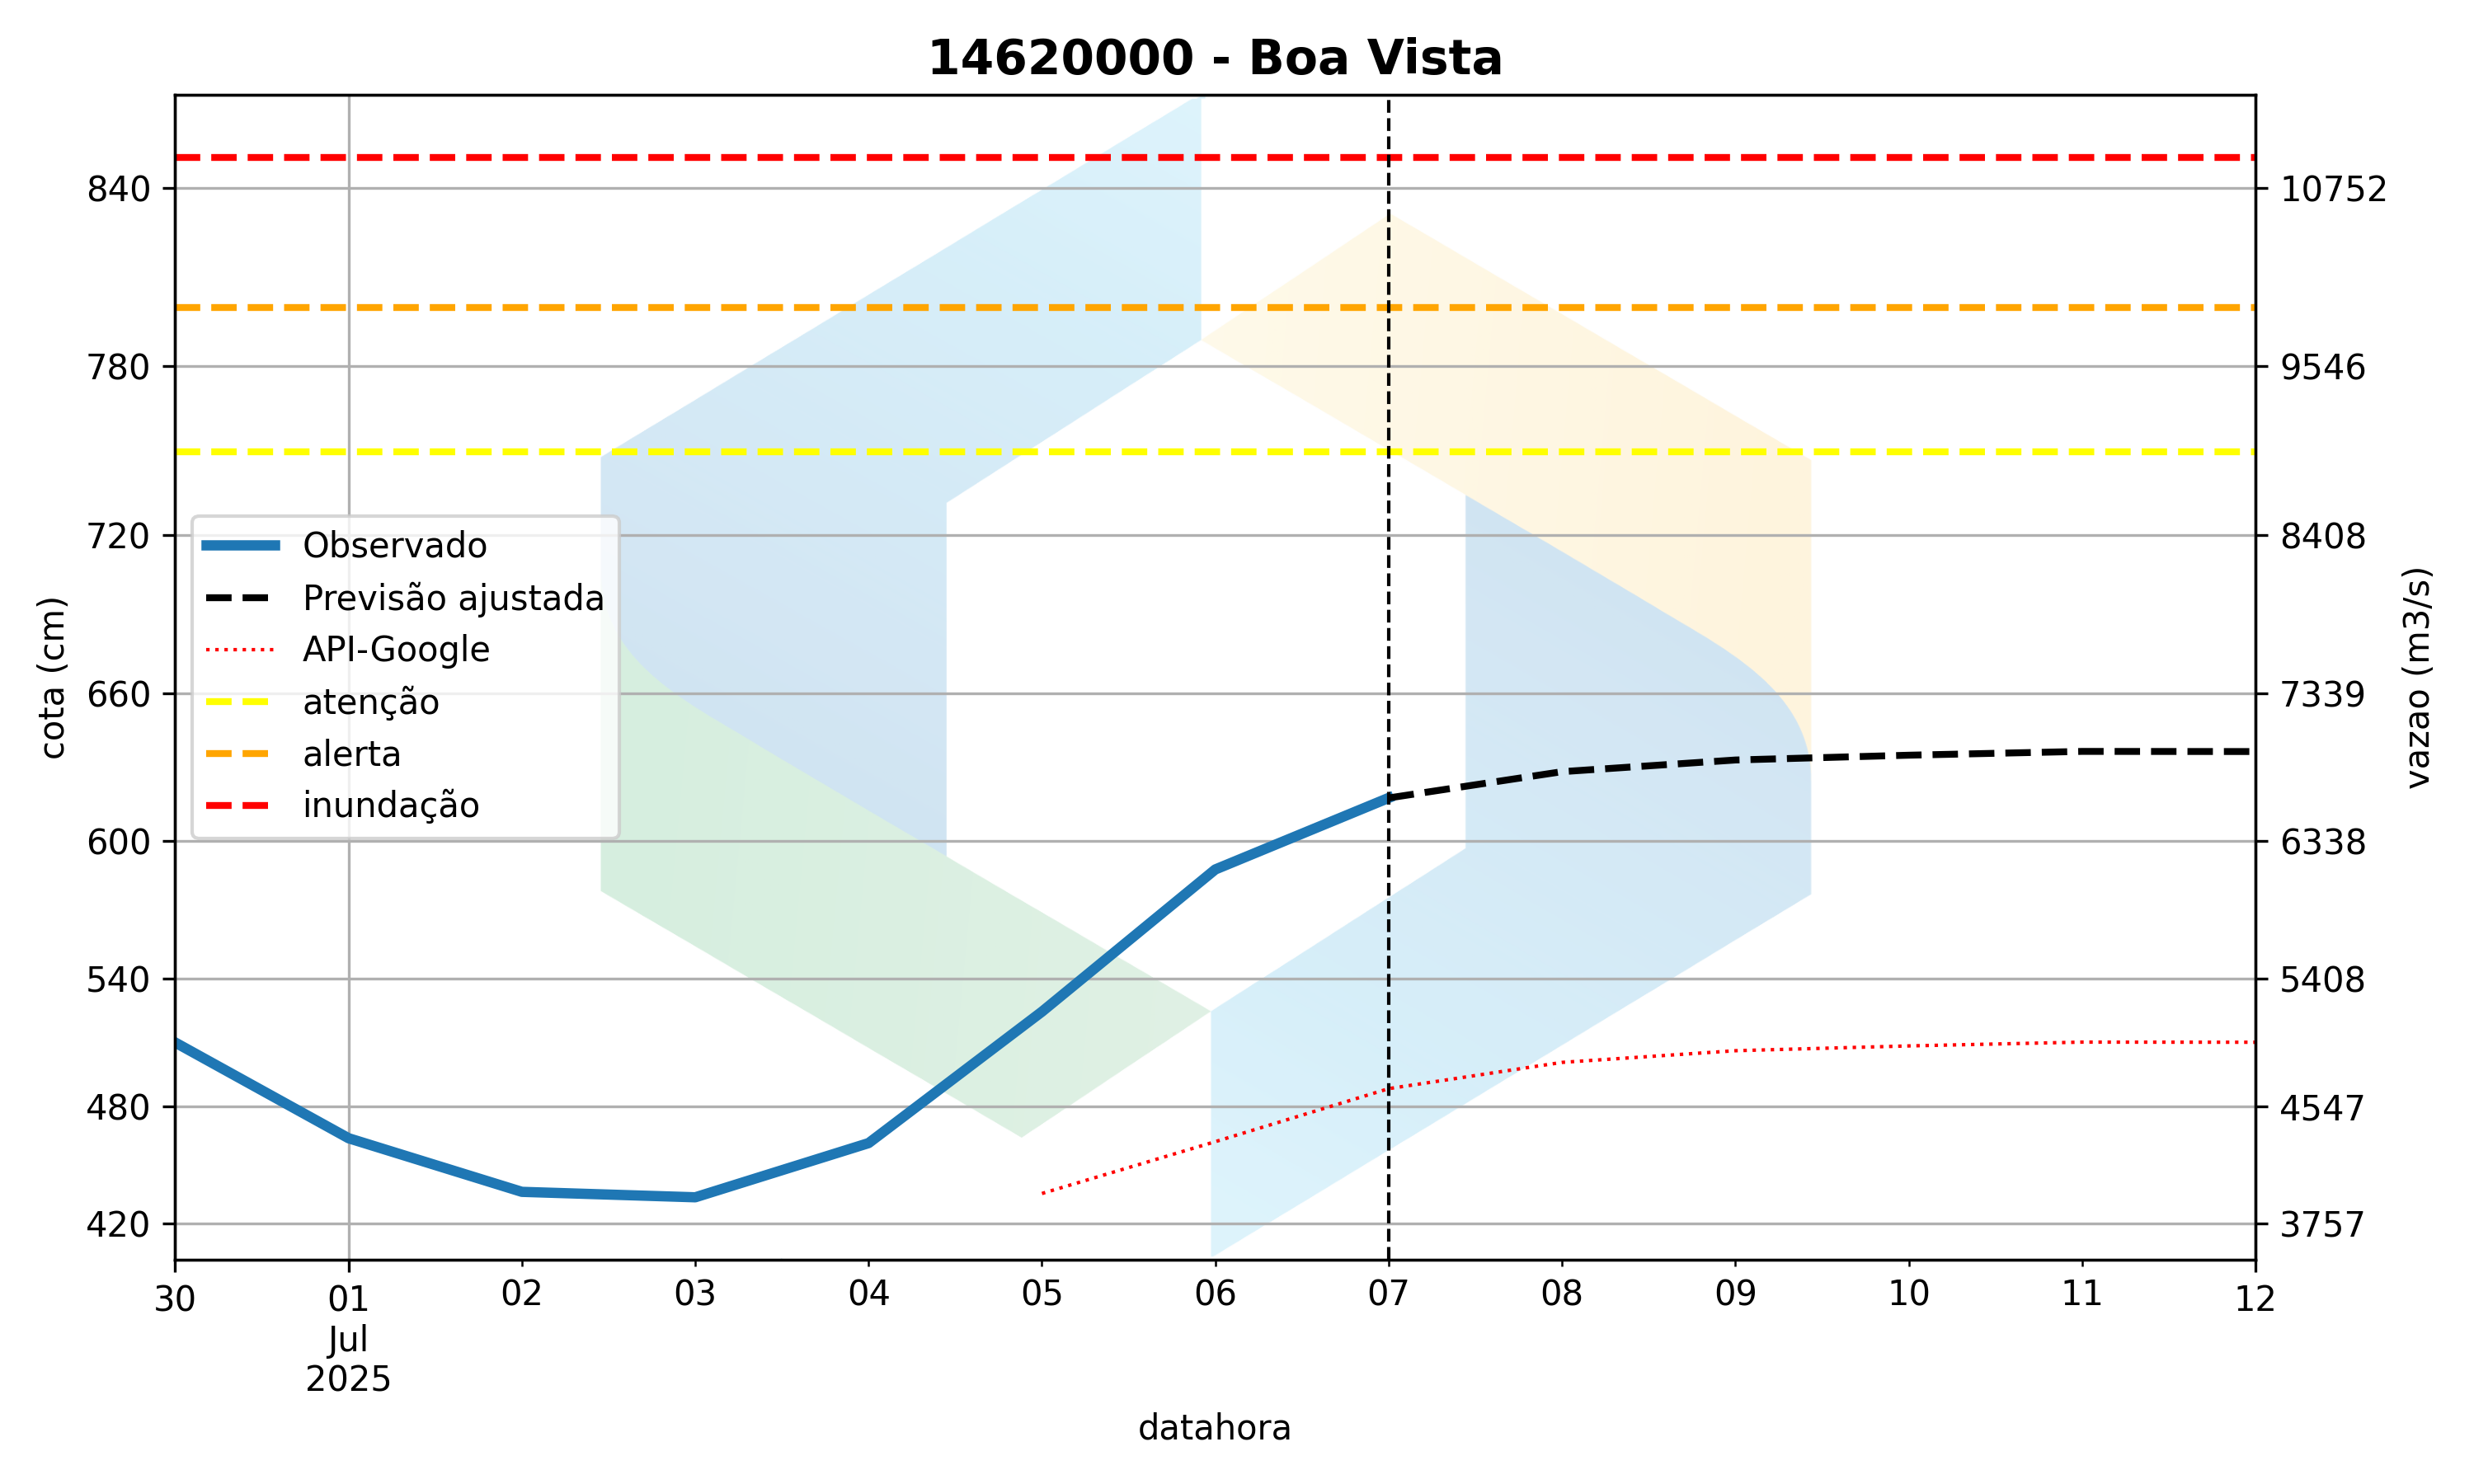 14620000 - Boa Vista
840
780
720
660
600
540
480
420
cota (cm)
10752
9546
8408
7339
6338
5408
4547
3757
vazao (m3/s)
Observado
Previsão ajustada
API-Google
atenção
alerta
inundação
30 01 02 03 04 05 06 07 08 09 10 11 12
Jul
2025
datahora